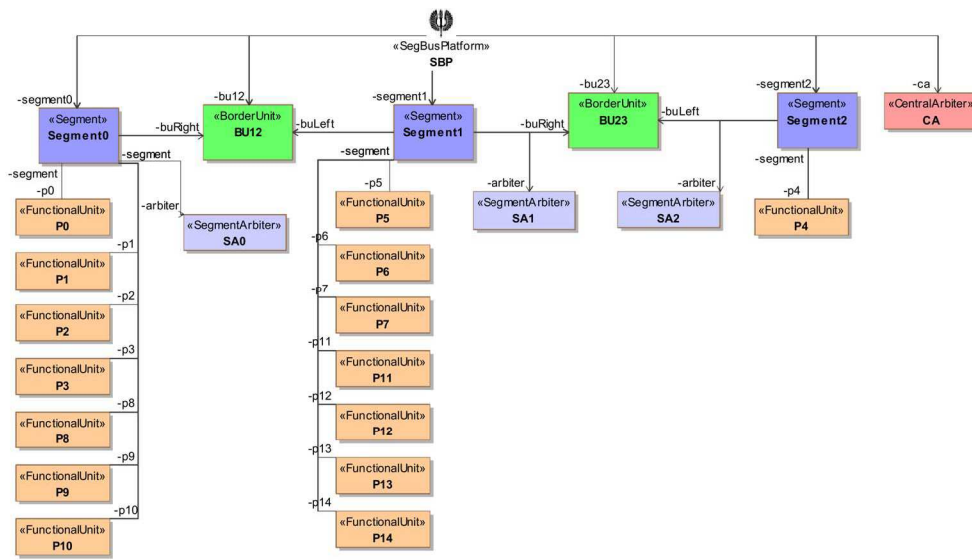 «SegBusPlatform»
SBP
-segment0
-bu12
-segment1
-bu23
-segment2
-ca
«Segment»
Segment0
«BorderUnit»
BU12
«Segment»
Segment1
«BorderUnit»
BU23
«Segment»
Segment2
«CentralArbiter»
CA
-buRight
-buLeft
-buRight
-buLeft
-segment
-segment
-segment
-segment
-p0
-arbiter
-p5
-arbiter
-arbiter
-p4
«FunctionalUnit»
P0
«SegmentArbiter»
SA0
«FunctionalUnit»
P5
«SegmentArbiter»
SA1
«SegmentArbiter»
SA2
«FunctionalUnit»
P4
-p1
«FunctionalUnit»
P1
-p2
«FunctionalUnit»
P2
-p3
«FunctionalUnit»
P3
-p8
«FunctionalUnit»
P8
-p9
«FunctionalUnit»
P9
-p10
«FunctionalUnit»
P10
-p6
«FunctionalUnit»
P6
-p7
«FunctionalUnit»
P7
-p11
«FunctionalUnit»
P11
-p12
«FunctionalUnit»
P12
-p13
«FunctionalUnit»
P13
-p14
«FunctionalUnit»
P14